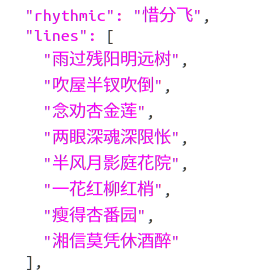 "rhythmic": "惜分飞",
"lines": [
"雨过残阳明远树",
"吹屋半钗吹倒",
"念劝杏金莲",
"两眼深魂深限怅",
"半风月影庭花院",
"一花红柳红梢",
"瘦得杏番园",
"湘信莫凭休酒醉"
],